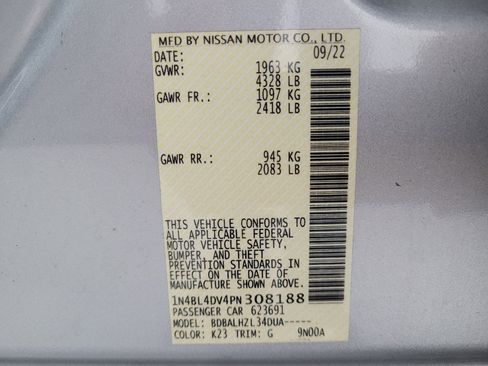 MFD BY NISSAN MOTOR CO., LTD.
DATE: 09/22
GVWR: 1963 KG
4328 LB
GAWR FR.: 1097 KG
2418 LB
GAWR RR.: 945 KG
2083 LB
THIS VEHICLE CONFORMS TO
ALL APPLICABLE FEDERAL
MOTOR VEHICLE SAFETY,
BUMPER, AND THEFT
PREVENTION STANDARDS IN
EFFECT ON THE DATE OF
MANUFACTURE SHOWN ABOVE.
1N4BL4DV4PN308188
PASSENGER CAR 623691
MODEL: BDBALHZL34DUA-----
COLOR: K23 TRIM: G 9N00A